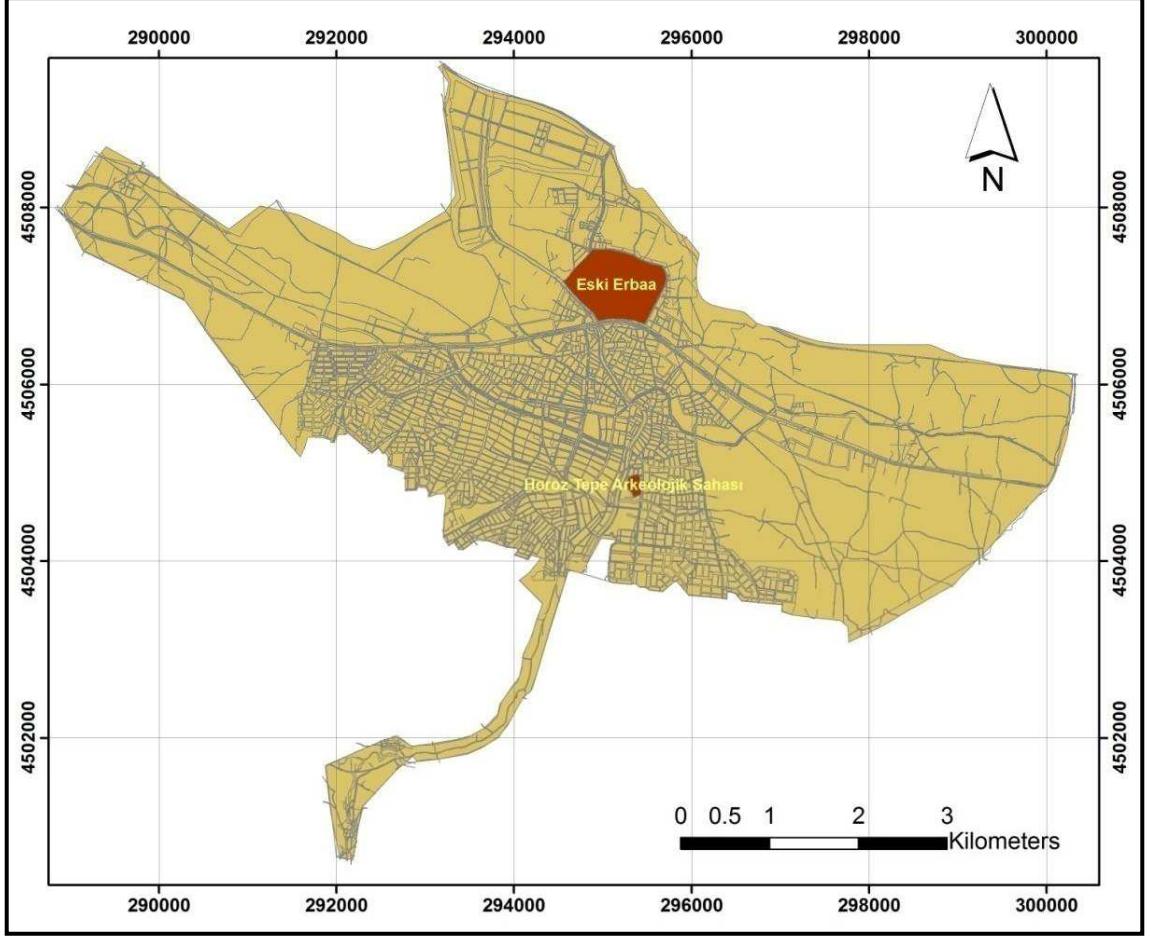 290000 292000 294000 296000 298000 300000
N
4508000 4508000
Eski Erbaa
4506000 4506000
Horoz Tepe Arkeolojik Sahası
4504000 4504000
4502000 4502000
0 0.5 1 2 3
Kilometers
290000 292000 294000 296000 298000 300000